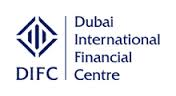 Dubai
International
Financial
Centre
DIFC